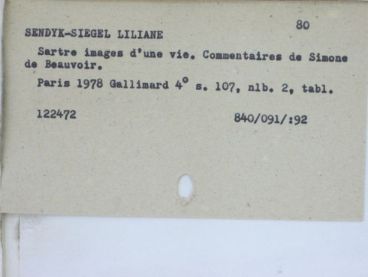 80
SENDYK-SIEGEL LILIANE
Sartre images d'une vie. Commentaires de Simone
de Beauvoir.
Paris 1978 Gallimard 4° s. 107, nlb. 2, tabl.
122472 840/091/:92